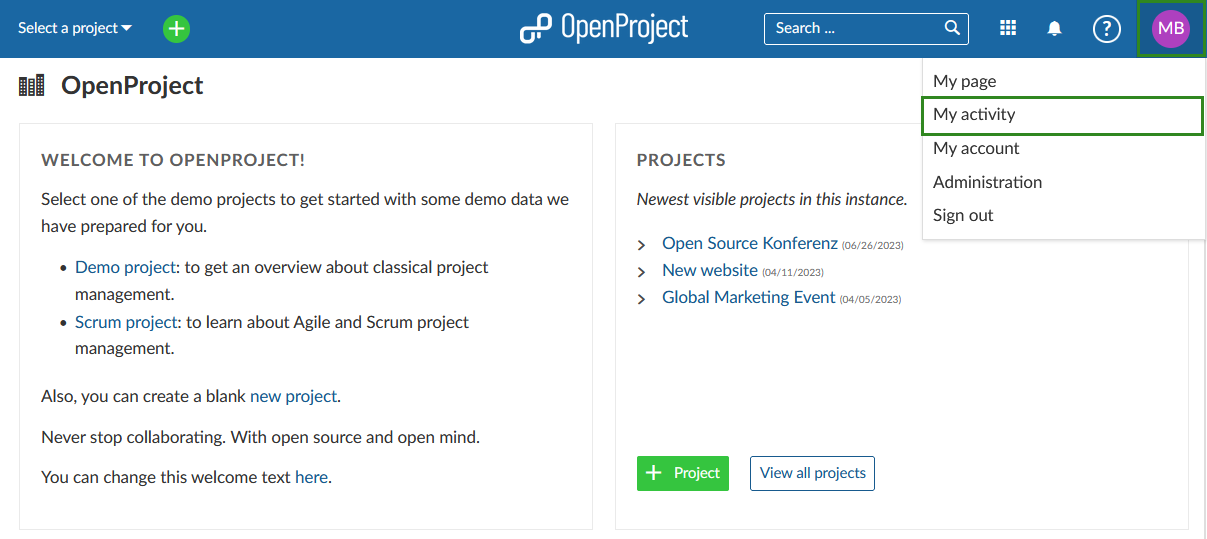 Select a project
OpenProject
Search ...
?
MB
OpenProject
My page
My activity
My account
Administration
Sign out
WELCOME TO OPENPROJECT!
Select one of the demo projects to get started with some demo data we
have prepared for you.
• Demo project: to get an overview about classical project
management.
• Scrum project: to learn about Agile and Scrum project
management.
Also, you can create a blank new project.
Never stop collaborating. With open source and open mind.
You can change this welcome text here.
PROJECTS
Newest visible projects in this instance.
Open Source Konferenz (06/26/2023)
New website (04/11/2023)
Global Marketing Event (04/05/2023)
+ Project
View all projects